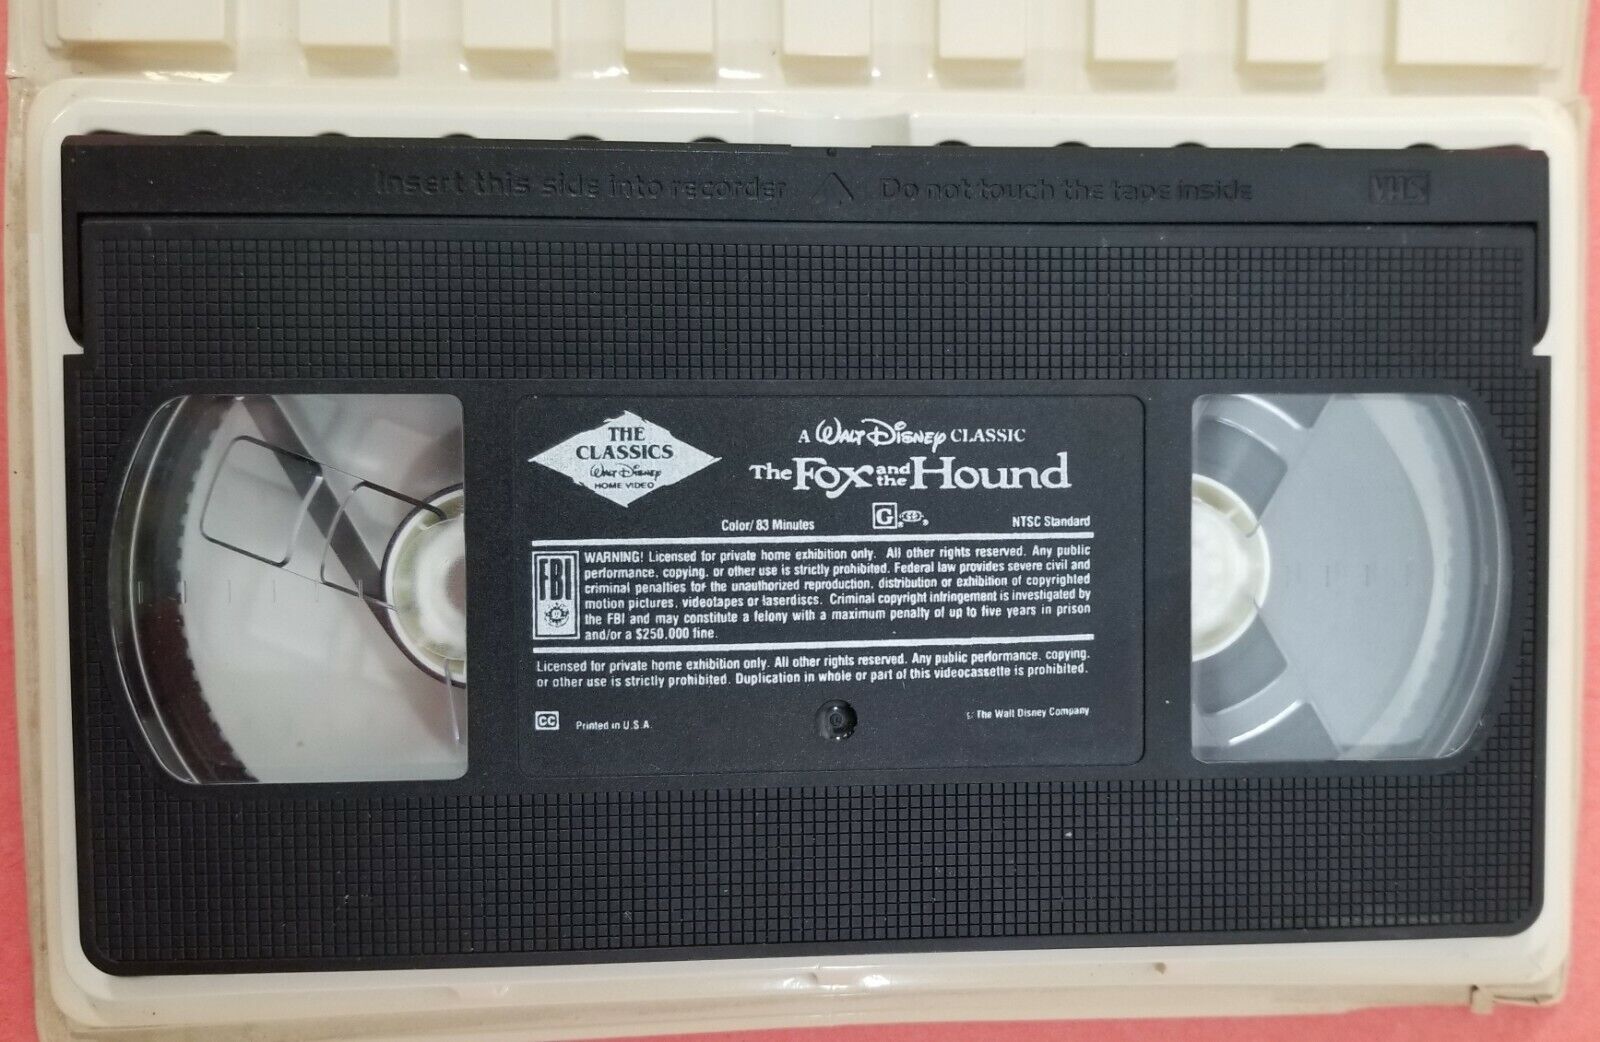 Insert this side into recorder △ Do not touch the tape inside VHS
THE
CLASSICS
Walt Disney
HOME VIDEO
A Walt Disney CLASSIC
The Fox and the Hound
Color/ 83 Minutes G NTSC Standard
FBI
WARNING! Licensed for private home exhibition only. All other rights reserved. Any public
performance, copying, or other use is strictly prohibited. Federal law provides severe civil and
criminal penalties for the unauthorized reproduction, distribution or exhibition of copyrighted
motion pictures, videotapes or laserdiscs. Criminal copyright infringement is investigated by
the FBI and may constitute a felony with a maximum penalty of up to five years in prison
and/or a $250,000 fine.
Licensed for private home exhibition only. All other rights reserved. Any public performance, copying,
or other use is strictly prohibited. Duplication in whole or part of this videocassette is prohibited.
CC Printed in U.S.A. © The Walt Disney Company